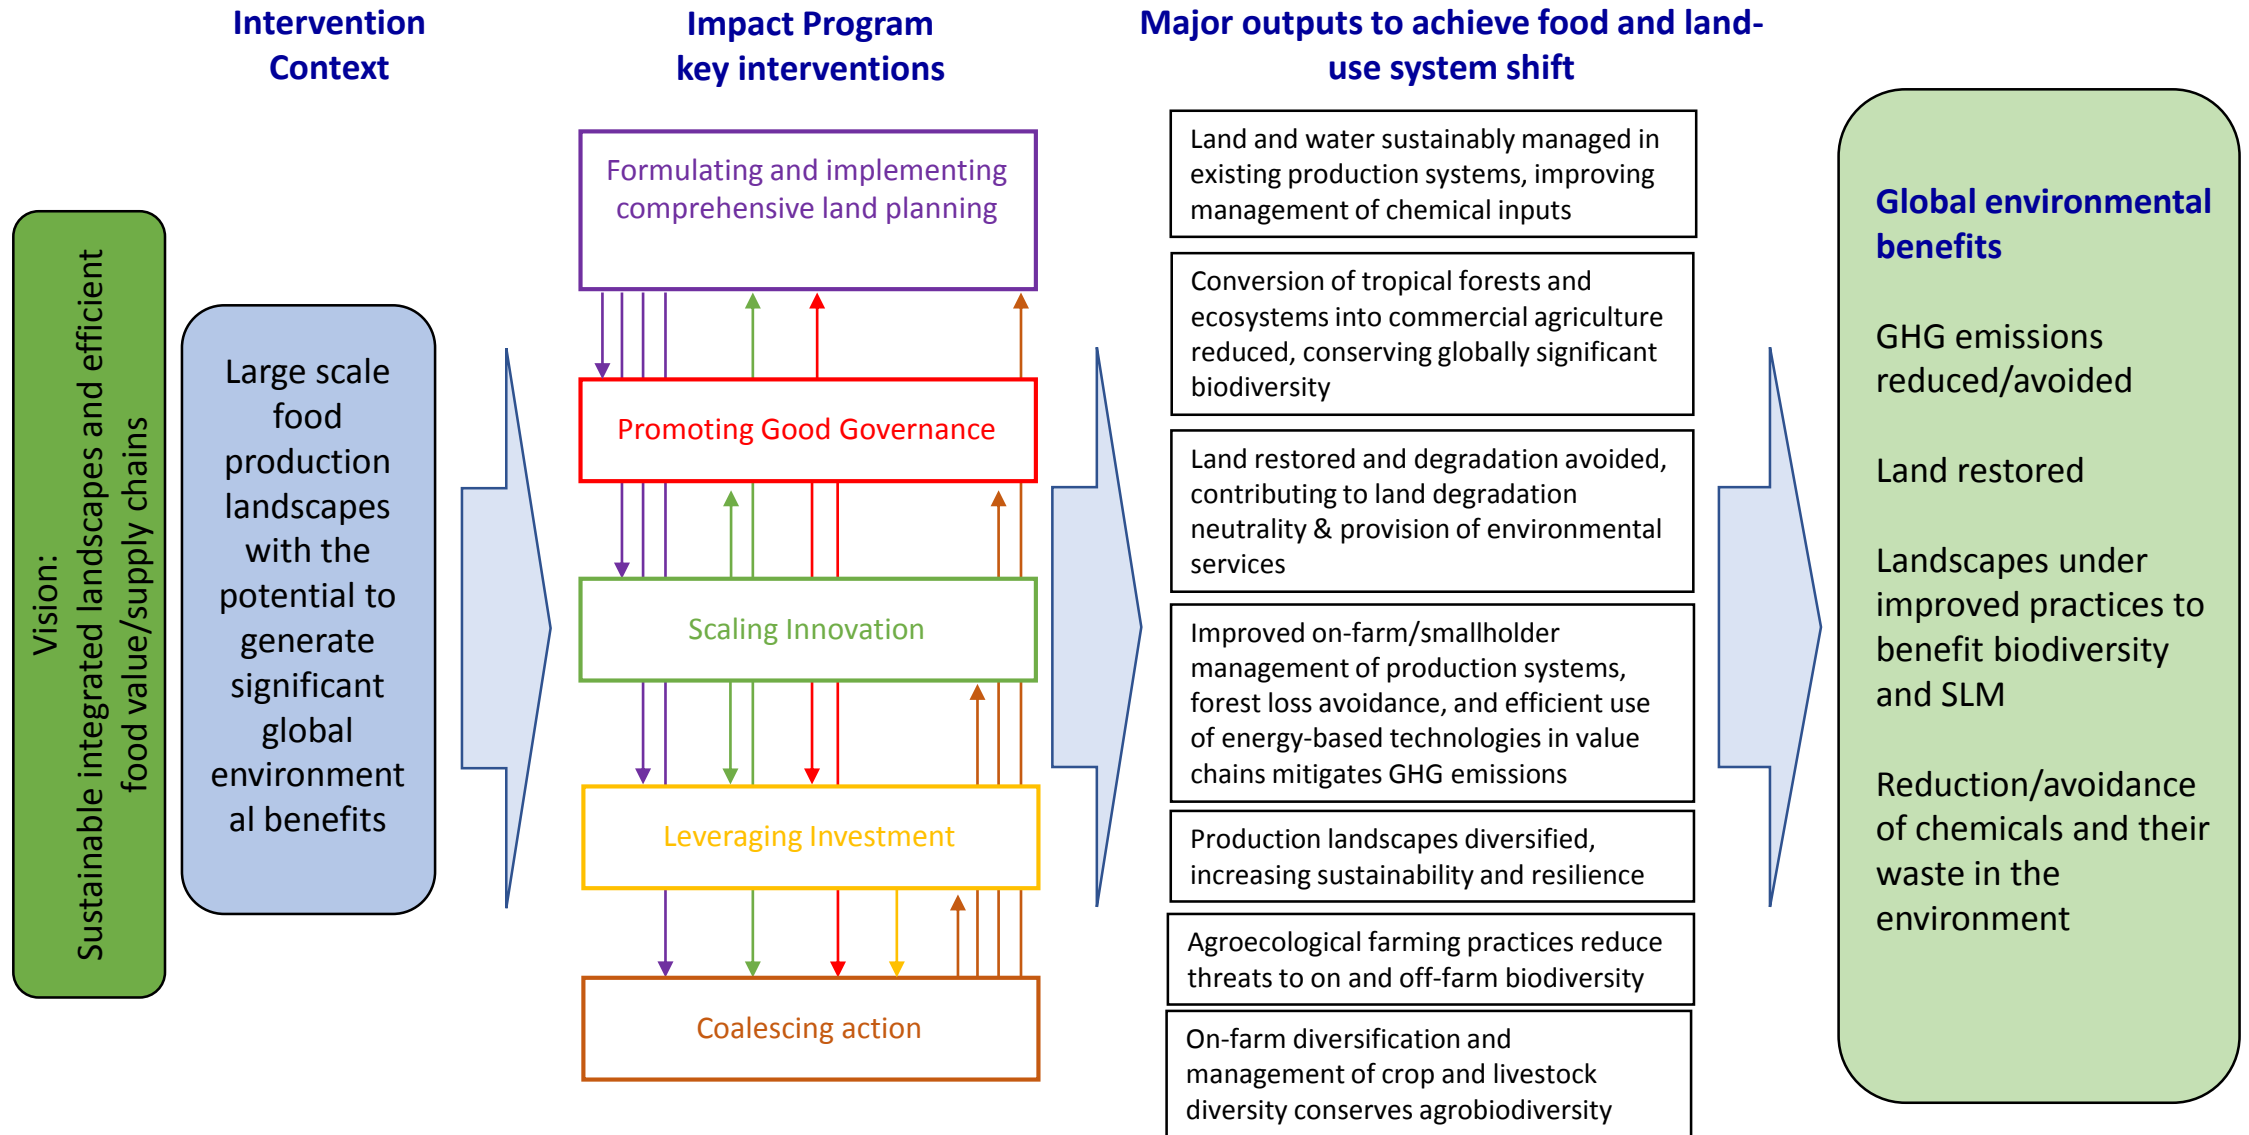 Intervention
Context
Impact Program
key interventions
Major outputs to achieve food and land-
use system shift
Vision:
Sustainable integrated landscapes and efficient
food value/supply chains
Large scale
food
production
landscapes
with the
potential to
generate
significant
global
environment
al benefits
Formulating and implementing
comprehensive land planning
Promoting Good Governance
Scaling Innovation
Leveraging Investment
Coalescing action
Land and water sustainably managed in
existing production systems, improving
management of chemical inputs
Conversion of tropical forests and
ecosystems into commercial agriculture
reduced, conserving globally significant
biodiversity
Land restored and degradation avoided,
contributing to land degradation
neutrality & provision of environmental
services
Improved on-farm/smallholder
management of production systems,
forest loss avoidance, and efficient use
of energy-based technologies in value
chains mitigates GHG emissions
Production landscapes diversified,
increasing sustainability and resilience
Agroecological farming practices reduce
threats to on and off-farm biodiversity
On-farm diversification and
management of crop and livestock
diversity conserves agrobiodiversity
Global environmental
benefits
GHG emissions
reduced/avoided
Land restored
Landscapes under
improved practices to
benefit biodiversity
and SLM
Reduction/avoidance
of chemicals and their
waste in the
environment